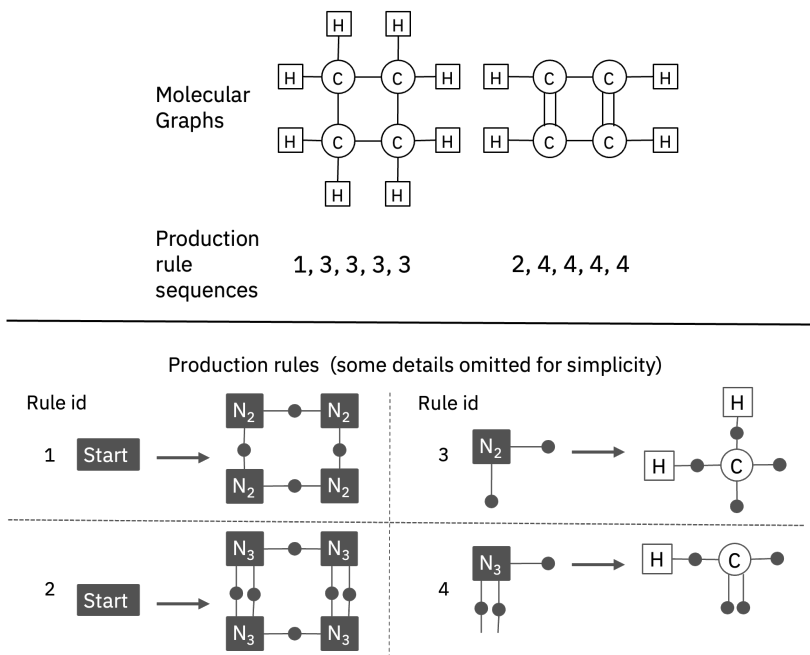 H H
H C C H
H C C H
H H
H C C H
H C C H
Molecular
Graphs
Production
rule
sequences
1, 3, 3, 3, 3
2, 4, 4, 4, 4
Production rules (some details omitted for simplicity)
Rule id
1 Start
N2 N2
N2 N2
2 Start
N3 N3
N3 N3
Rule id
3 N2
H
H C
4 N3
H C